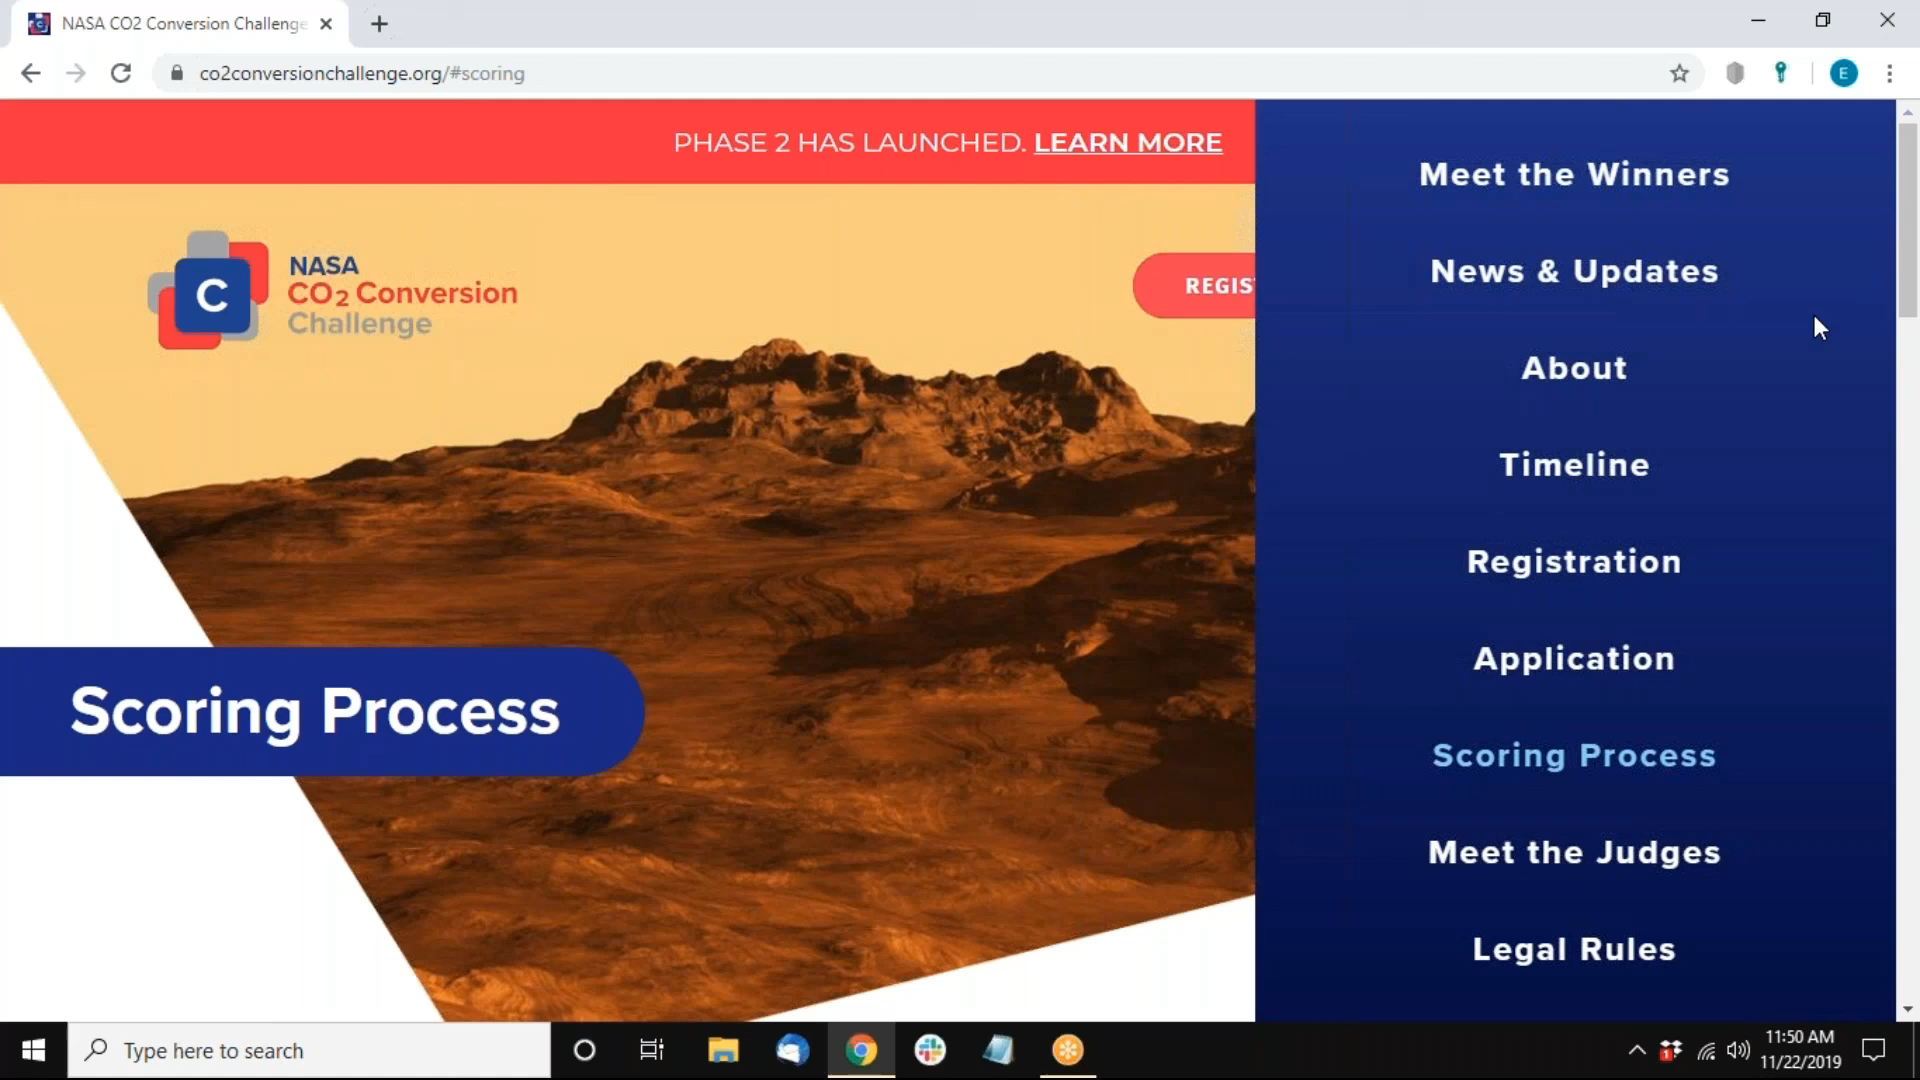 NASA CO2 Conversion Challenge
co2conversionchallenge.org/#scoring
E
PHASE 2 HAS LAUNCHED. LEARN MORE
C
NASA
CO2 Conversion
Challenge
REGIS
Scoring Process
Meet the Winners
News & Updates
About
Timeline
Registration
Application
Scoring Process
Meet the Judges
Legal Rules
Type here to search
1
11:50 AM
11/22/2019